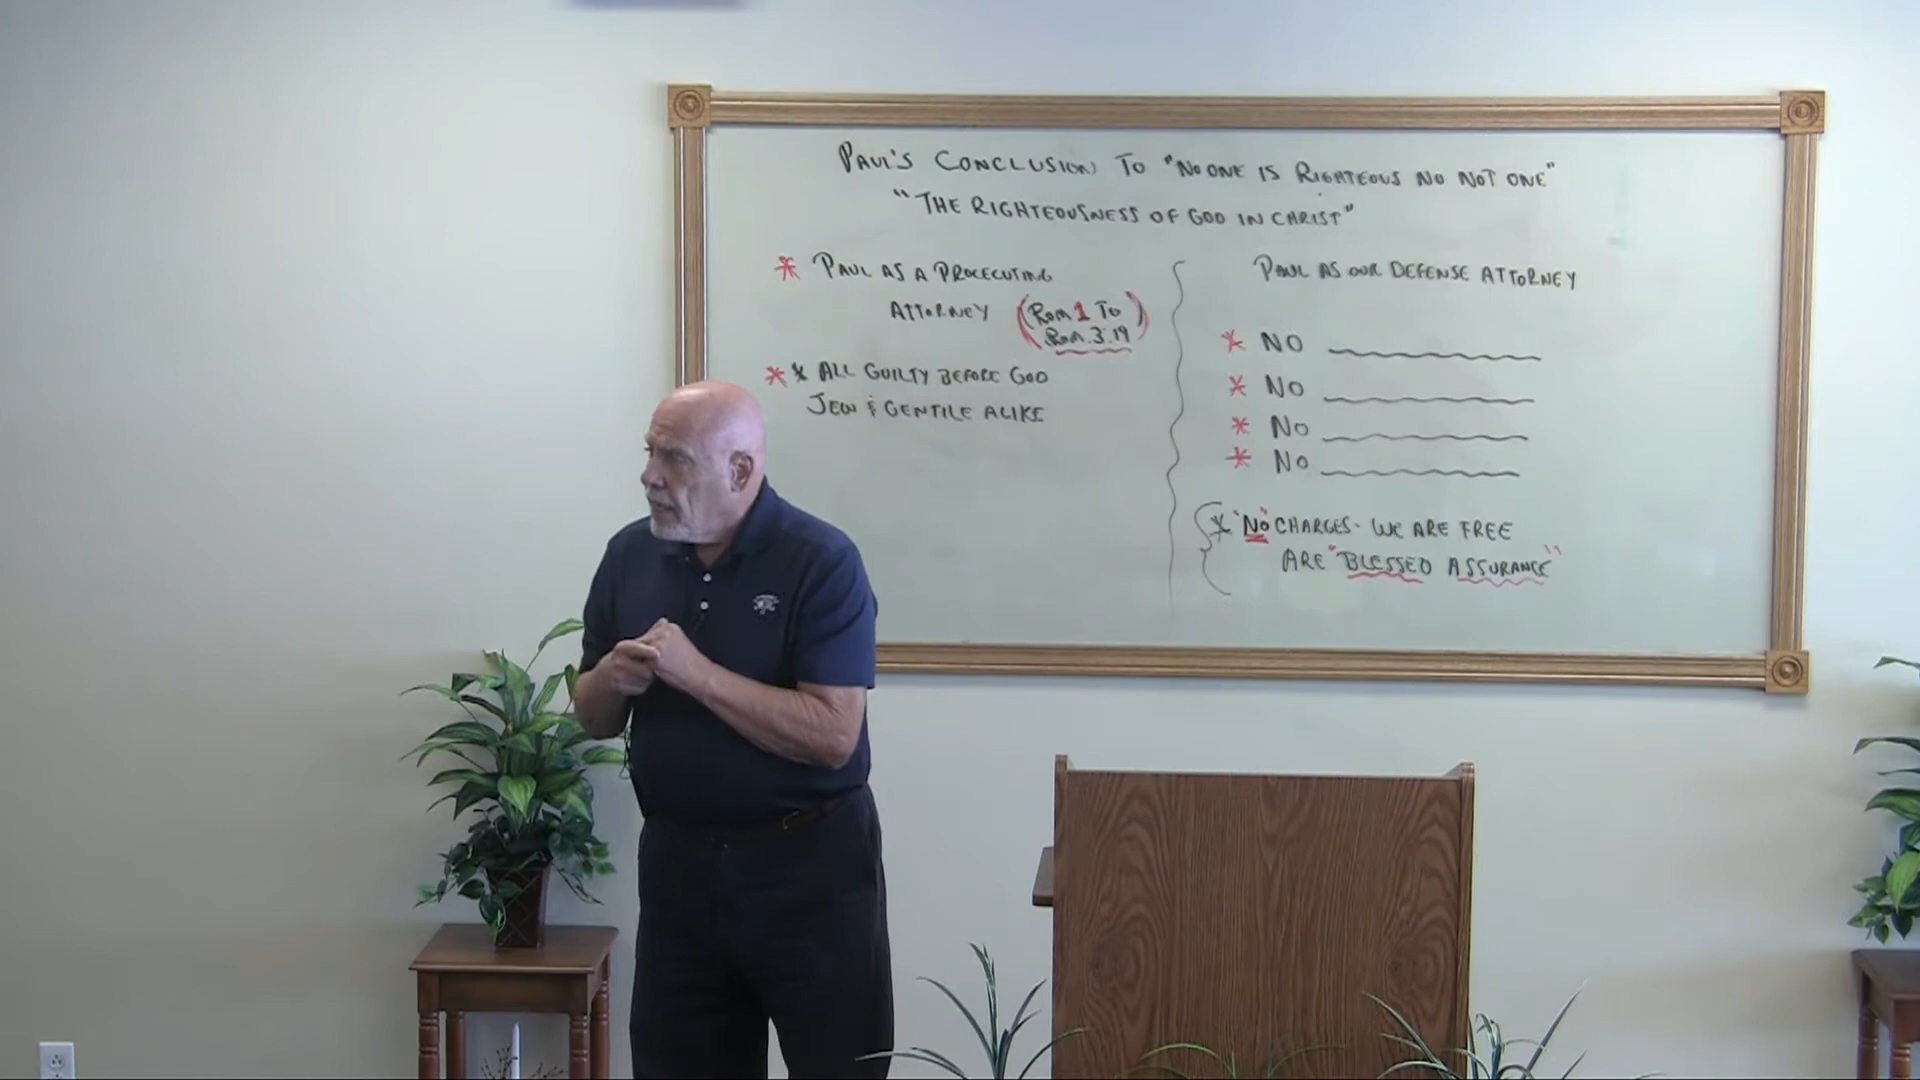 PAUL'S CONCLUSION TO "NO ONE IS RIGHTEOUS NO NOT ONE"
"THE RIGHTEOUSNESS OF GOD IN CHRIST"
* PAUL AS A PROCECUTING
ATTORNEY (Rom 1 To
Rom. 3:19)
* * ALL GUILTY BEFORE GOD
JEW & GENTILE ALIKE
PAUL AS OUR DEFENSE ATTORNEY
* NO
* NO
* NO
* NO
* "NO" CHARGES - WE ARE FREE
ARE "BLESSED ASSURANCE"